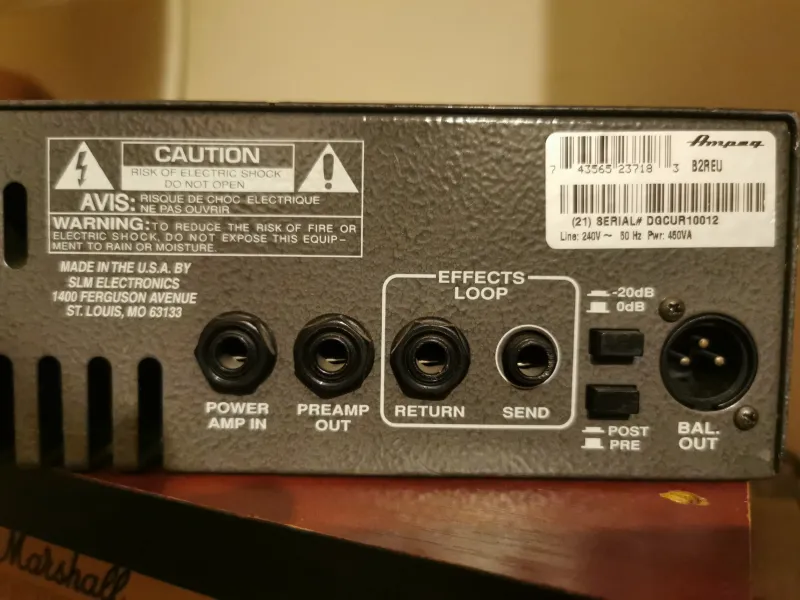 CAUTION
RISK OF ELECTRIC SHOCK
DO NOT OPEN
AVIS: RISQUE DE CHOC ELECTRIQUE
NE PAS OUVRIR
WARNING: TO REDUCE THE RISK OF FIRE OR
ELECTRIC SHOCK, DO NOT EXPOSE THIS EQUIP-
MENT TO RAIN OR MOISTURE.
MADE IN THE U.S.A. BY
SLM ELECTRONICS
1400 FERGUSON AVENUE
ST. LOUIS, MO 63133
Ampeg
7 43565 23718 3 B2REU
(21) SERIAL# DGCUR10012
Line: 240V ~ 50 Hz Pwr: 460VA
EFFECTS
LOOP
-20dB
0dB
POWER
AMP IN
PREAMP
OUT
RETURN
SEND
POST
PRE
BAL.
OUT
Marshall